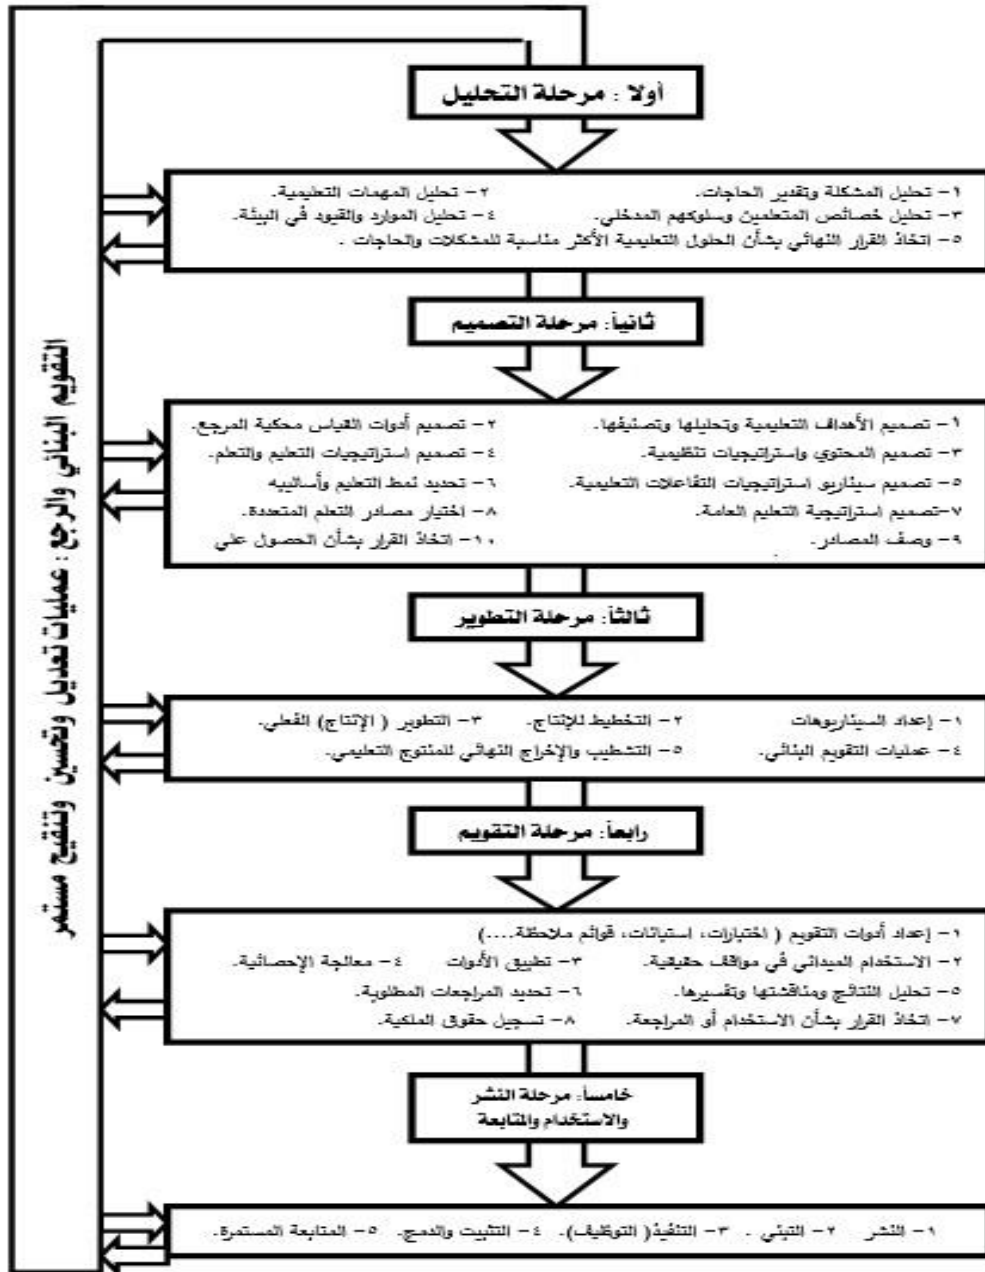 أولا : مرحلة التحليل
١- تحليل المشكلة وتقدير الحاجات. ٢- تحليل المهمات التعليمية.
٣- تحليل خصائص المتعلمين وسلوكهم المدخلي. ٤- تحليل الموارد والقيود في البيئة.
٥- اتخاذ القرار النهائي بشأن الحلول التعليمية الأكثر مناسبة للمشكلات والحاجات .
ثانياً: مرحلة التصميم
١- تصميم الأهداف التعليمية وتحليلها وتصنيفها. ٢- تصميم أدوات القياس محكية المرجع.
٣- تصميم المحتوي واستراتيجيات تنظيمية. ٤- تصميم استراتيجيات التعليم والتعلم.
٥- تصميم سيناريو استراتيجيات التفاعلات التعليمية. ٦- تحديد نمط التعليم وأساليبه
٧-تصميم استراتيجية التعليم العامة. ٨- اختيار مصادر التعلم المتعددة.
٩- وصف المصادر. ١٠- اتخاذ القرار بشأن الحصول علي
ثالثاً: مرحلة التطوير
١- إعداد السيناريوهات ٢- التخطيط للإنتاج. ٣- التطوير ( الإنتاج) الفعلي.
٤- عمليات التقويم البنائي. ٥- التشطيب والإخراج النهائي للمنتوج التعليمي.
رابعاً: مرحلة التقويم
١- إعداد أدوات التقويم ( اختبارات، استبانات، قوائم ملاحظة....)
٢- الاستخدام الميداني في مواقف حقيقية. ٣- تطبيق الأدوات ٤- معالجة الإحصائية.
٥- تحليل النتائج ومناقشتها وتفسيرها. ٦- تحديد المراجعات المطلوبة.
٧- اتخاذ القرار بشأن الاستخدام أو المراجعة. ٨- تسجيل حقوق الملكية.
خامساً: مرحلة النشر
والاستخدام والمتابعة
١- النشر ٢- التبني . ٣- التنفيذ( التوظيف). ٤- التثبيت والدمج. ٥- المتابعة المستمرة.
التقويم البنائي والرجع : عمليات تعديل وتحسين وتنقيح مستمر